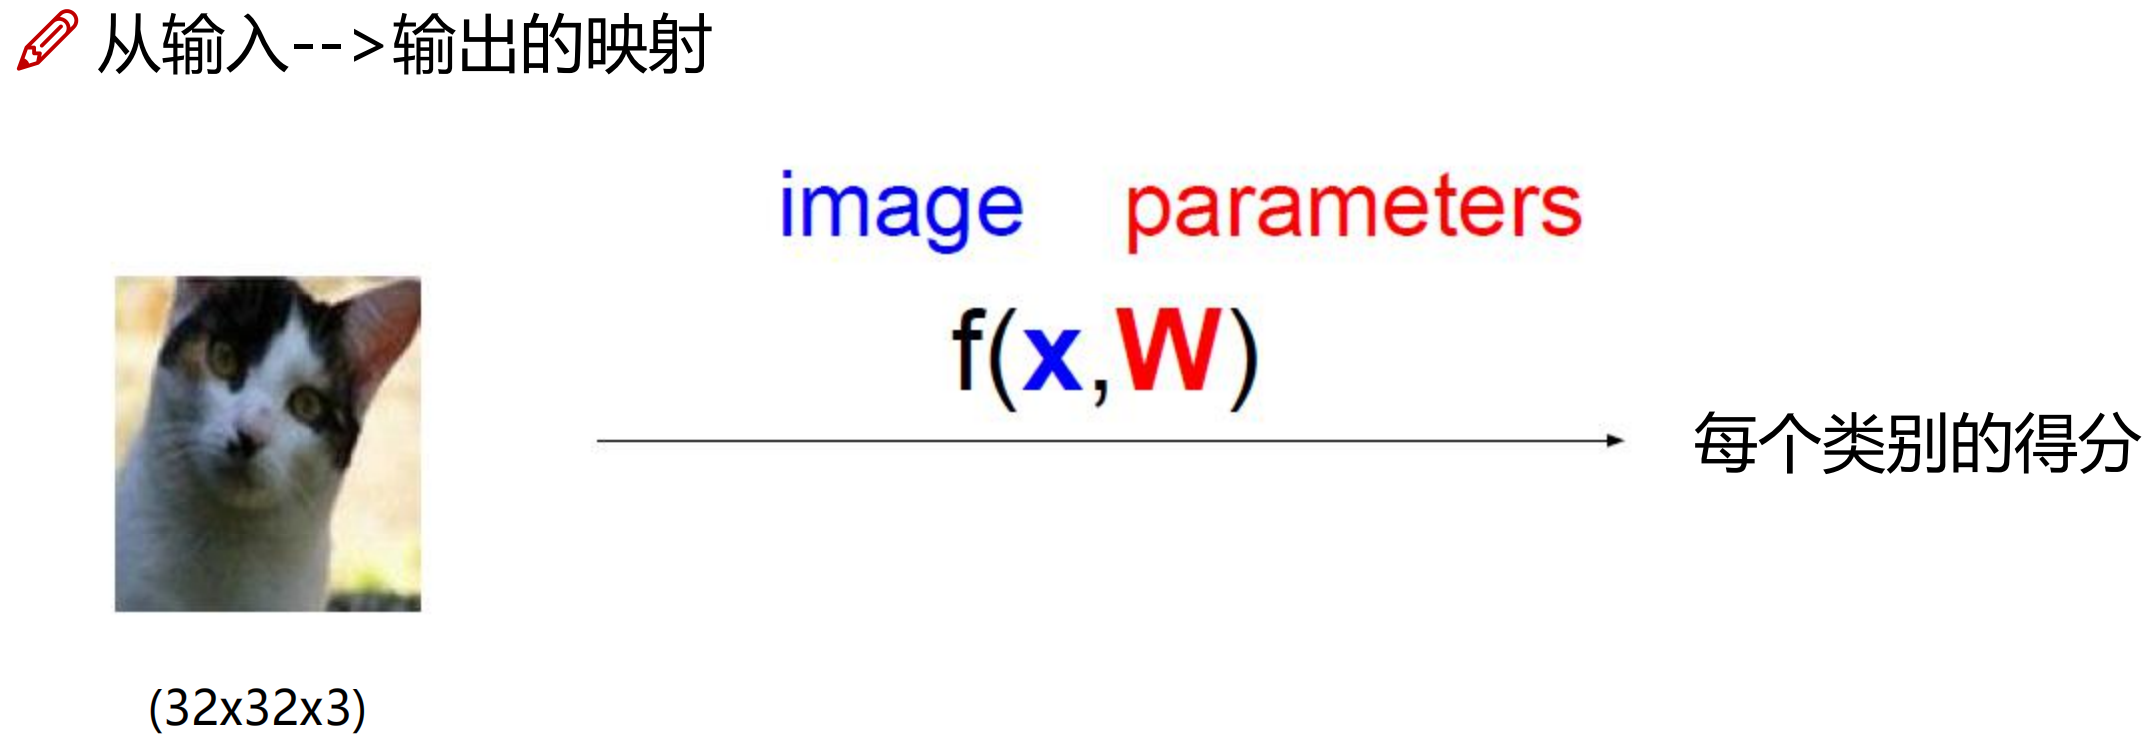 从输入-->输出的映射
image parameters
f(x,W)
每个类别的得分
(32x32x3)